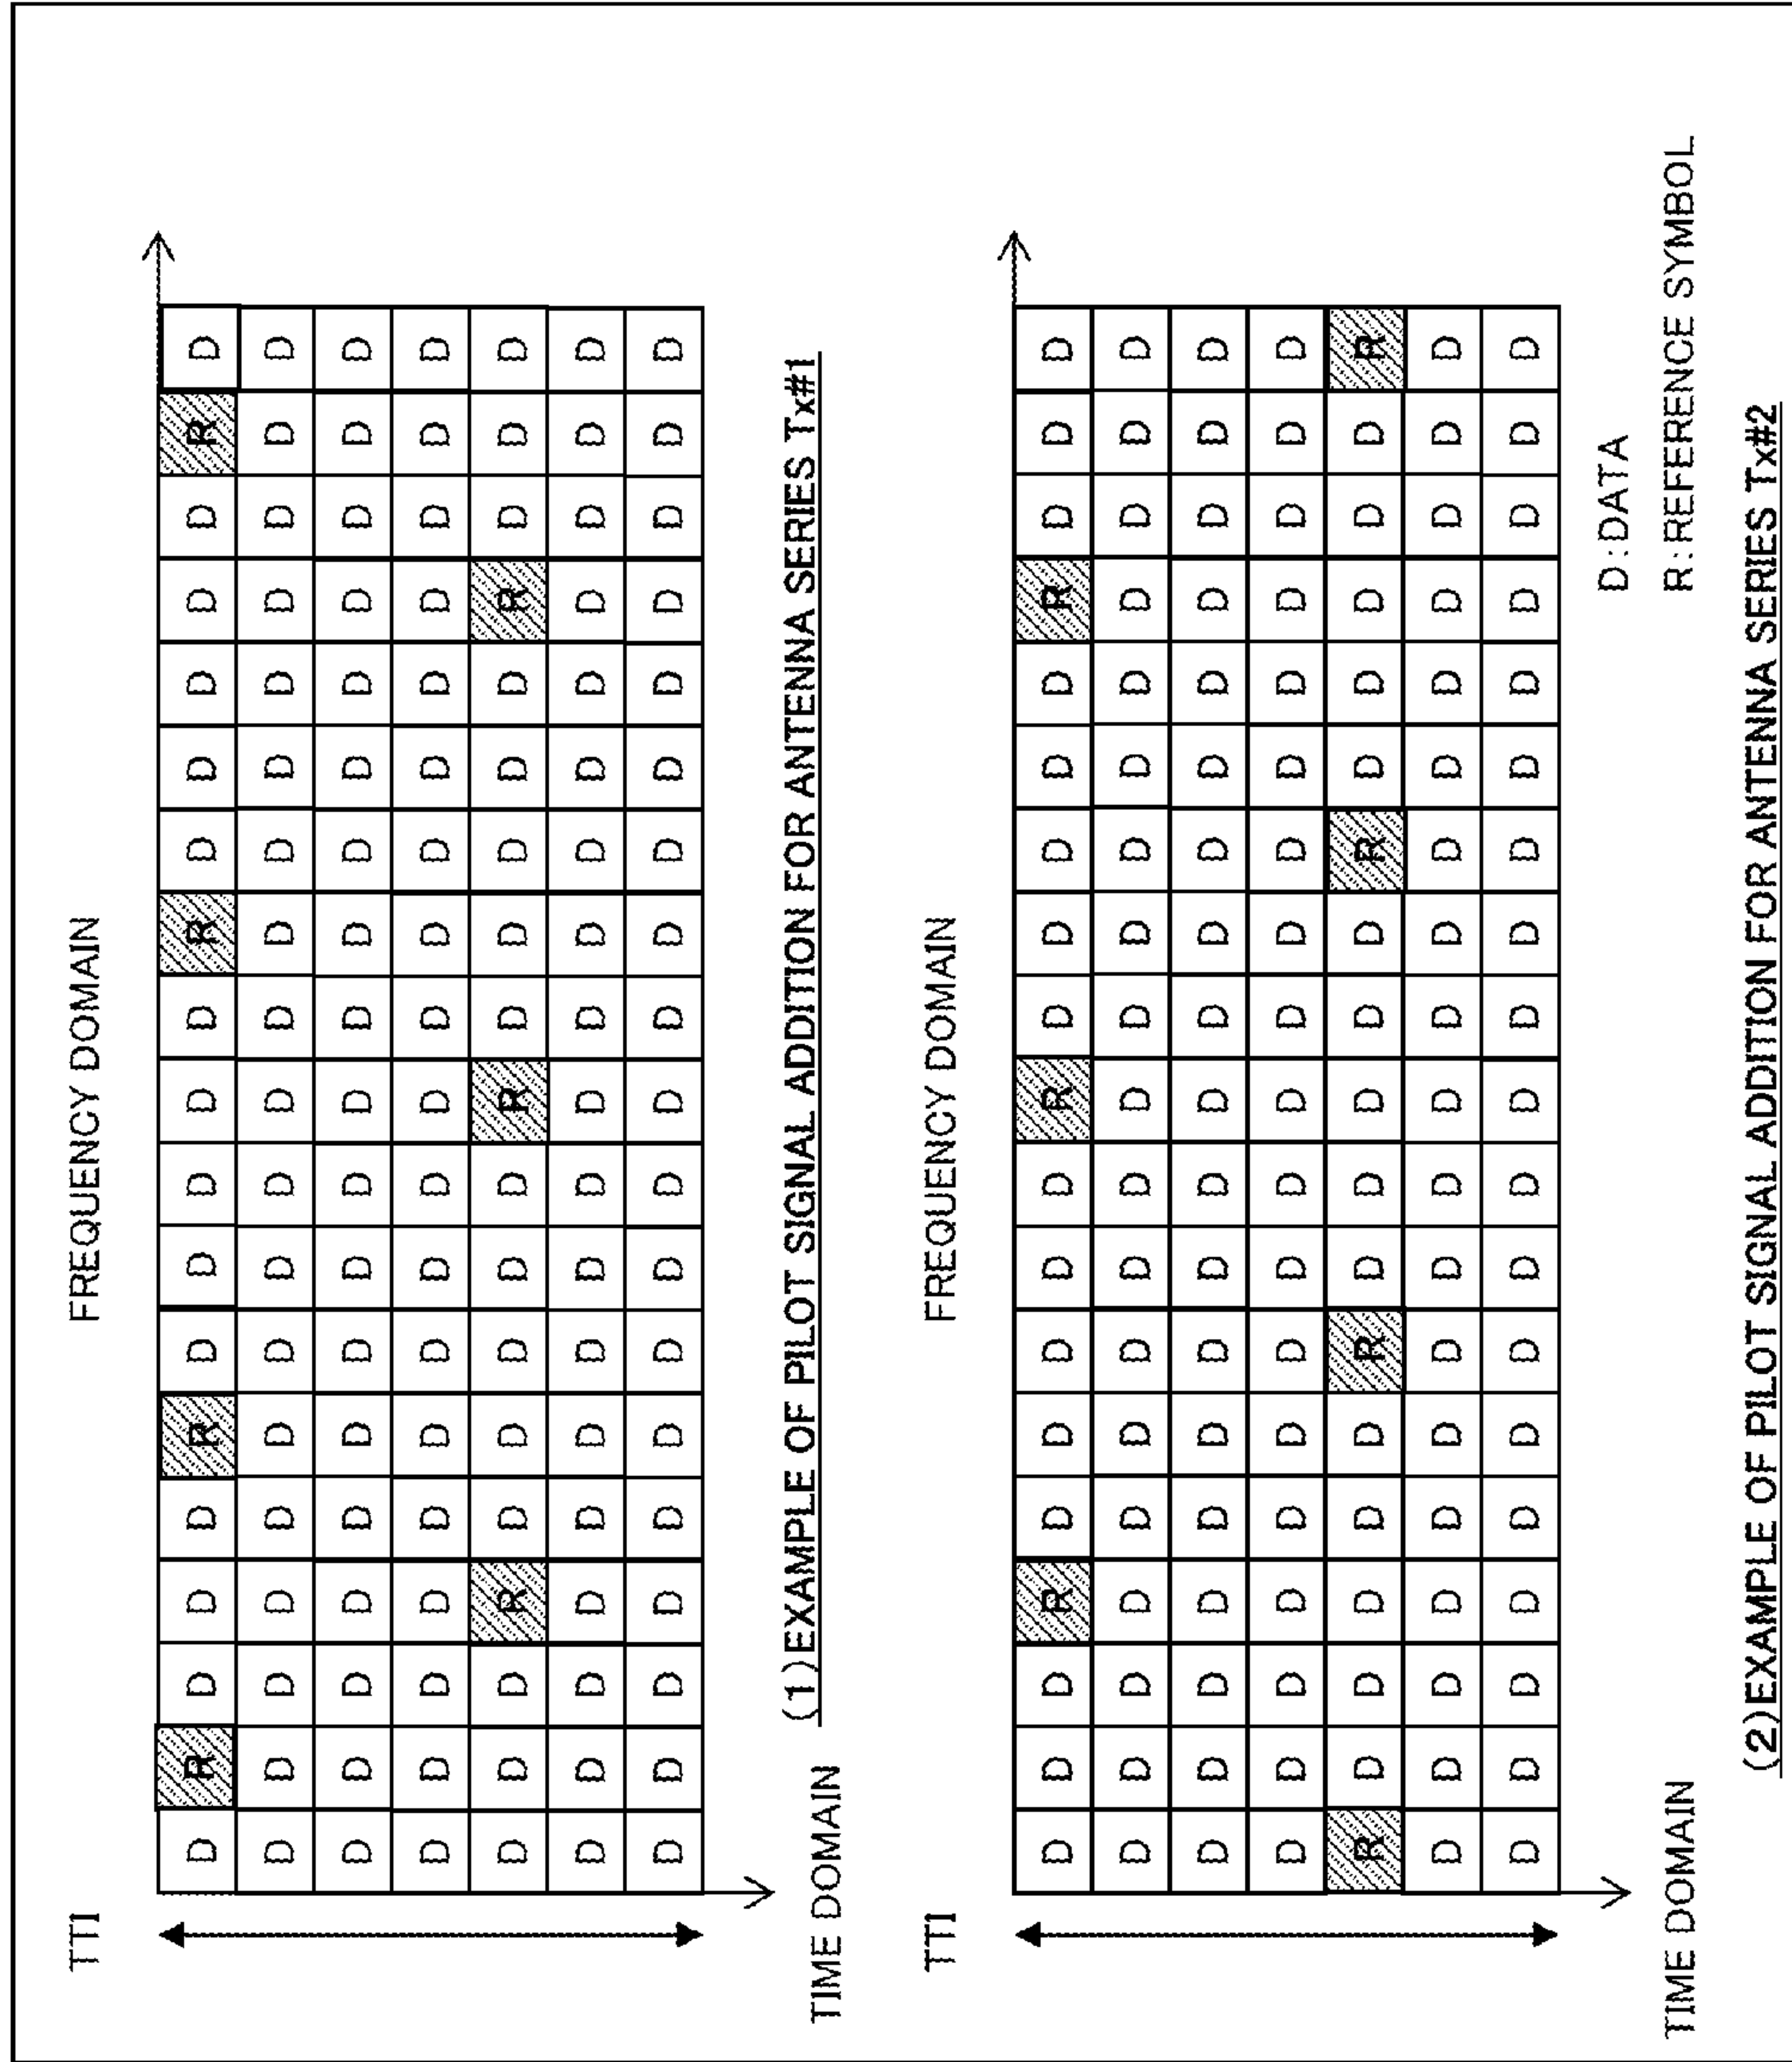 TTI
FREQUENCY DOMAIN
D R D D D R D D D D D R D D D D D R D
D D D D D D D D D D D D D D D D D D D
D D D D D D D D D D D D D D D D D D D
D D D D D D D D D D D D D D D D D D D
D D D R D D D D D R D D D D D R D D D
D D D D D D D D D D D D D D D D D D D
D D D D D D D D D D D D D D D D D D D
TIME DOMAIN
(1)EXAMPLE OF PILOT SIGNAL ADDITION FOR ANTENNA SERIES Tx#1
TTI
FREQUENCY DOMAIN
D D D R D D D D D R D D D D D R D D D
D D D D D D D D D D D D D D D D D D D
D D D D D D D D D D D D D D D D D D D
D D D D D D D D D D D D D D D D D D D
R D D D D D R D D D D D R D D D D D R
D D D D D D D D D D D D D D D D D D D
D D D D D D D D D D D D D D D D D D D
D:DATA
TIME DOMAIN
R:REFERENCE SYMBOL
(2)EXAMPLE OF PILOT SIGNAL ADDITION FOR ANTENNA SERIES Tx#2